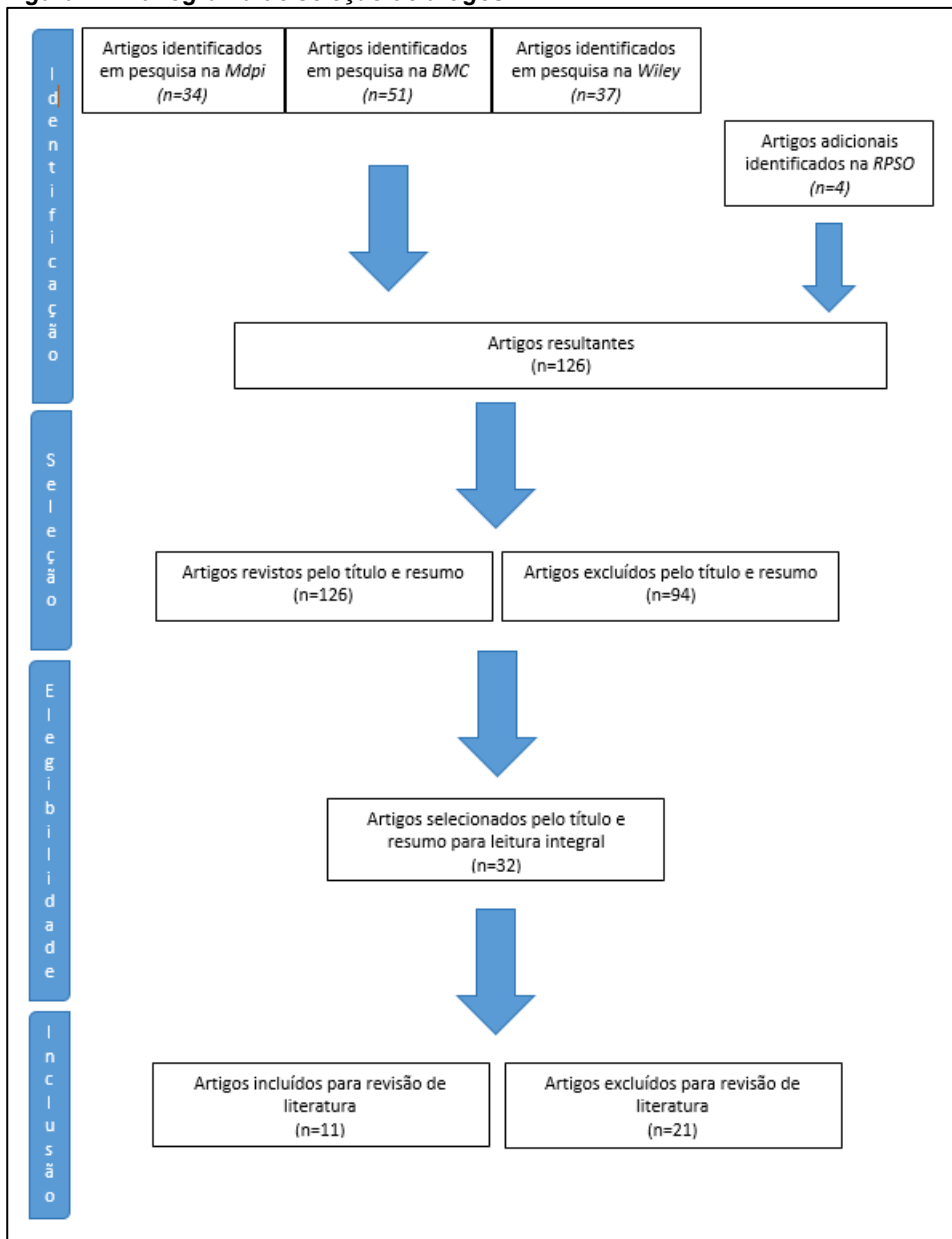 Identificação
Artigos identificados
em pesquisa na Mdpi
(n=34)
Artigos identificados
em pesquisa na BMC
(n=51)
Artigos identificados
em pesquisa na Wiley
(n=37)
Artigos adicionais
identificados na RPSO
(n=4)
Artigos resultantes
(n=126)
Seleção
Artigos revistos pelo título e resumo
(n=126)
Artigos excluídos pelo título e resumo
(n=94)
Elegibilidade
Artigos selecionados pelo título e
resumo para leitura integral
(n=32)
Inclusão
Artigos incluídos para revisão de
literatura
(n=11)
Artigos excluídos para revisão de
literatura
(n=21)